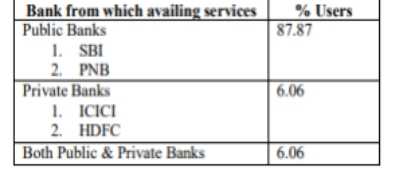 Bank from which availing services % Users
Public Banks 87.87
1. SBI
2. PNB
Private Banks 6.06
1. ICICI
2. HDFC
Both Public & Private Banks 6.06